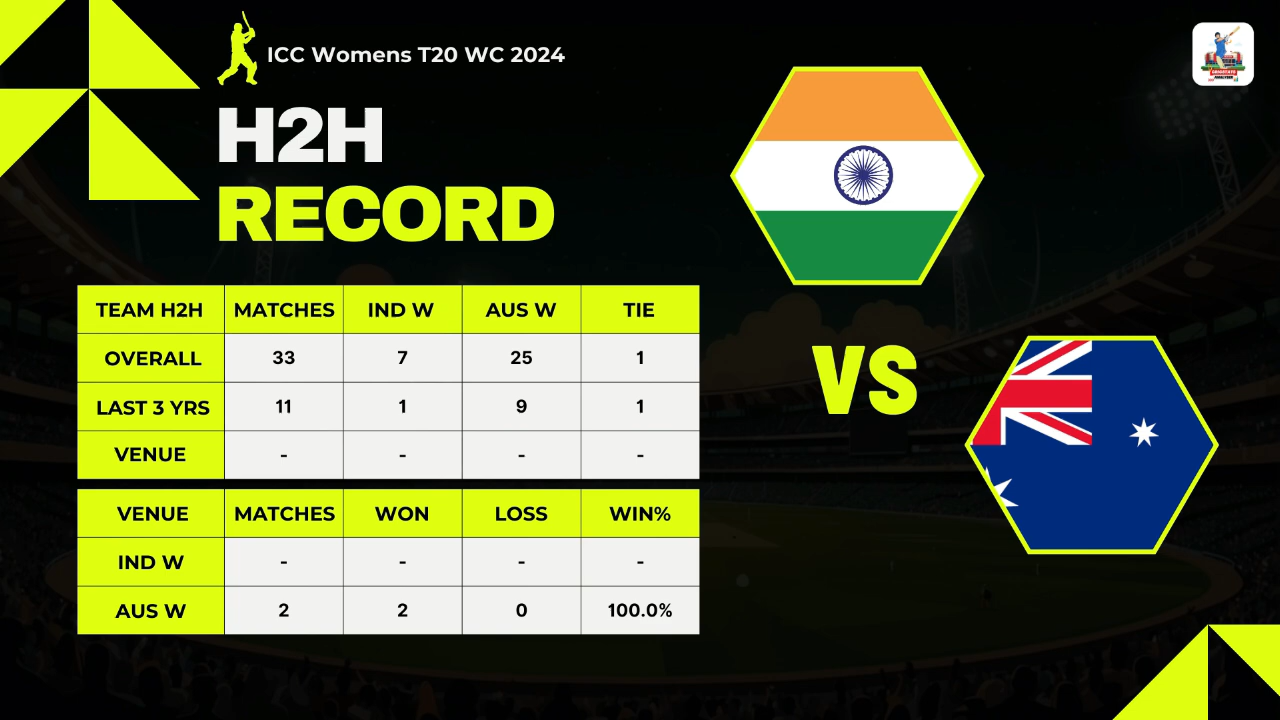 ICC Womens T20 WC 2024
H2H
RECORD
TEAM H2H MATCHES IND W AUS W TIE
OVERALL 33 7 25 1
LAST 3 YRS 11 1 9 1
VENUE - - - -
VENUE MATCHES WON LOSS WIN%
IND W - - - -
AUS W 2 2 0 100.0%
VS